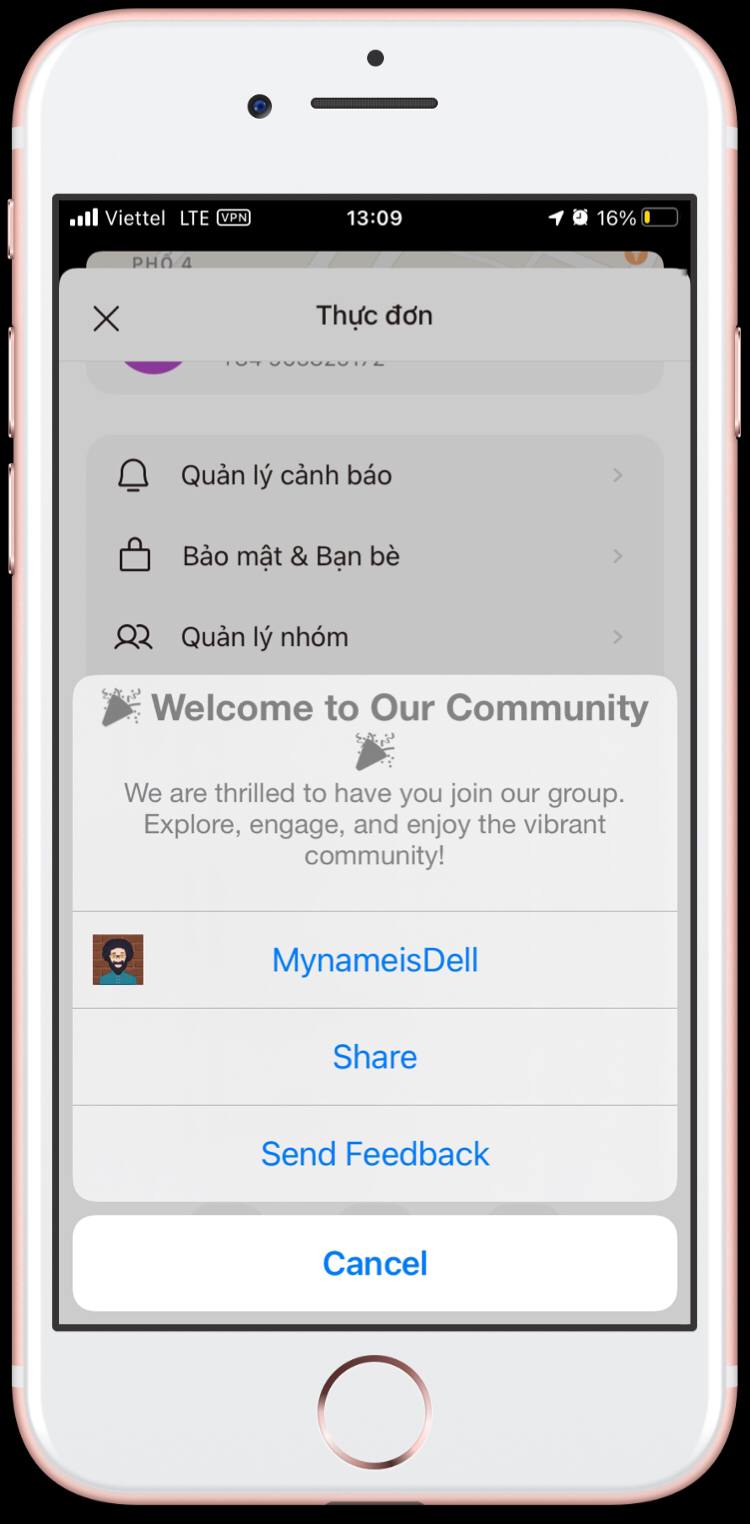 Viettel LTE VPN 13:09 16%
PHỐ 4
Thực đơn
Quản lý cảnh báo
Bảo mật & Bạn bè
Quản lý nhóm
Welcome to Our Community
We are thrilled to have you join our group.
Explore, engage, and enjoy the vibrant
community!
MynameisDell
Share
Send Feedback
Cancel